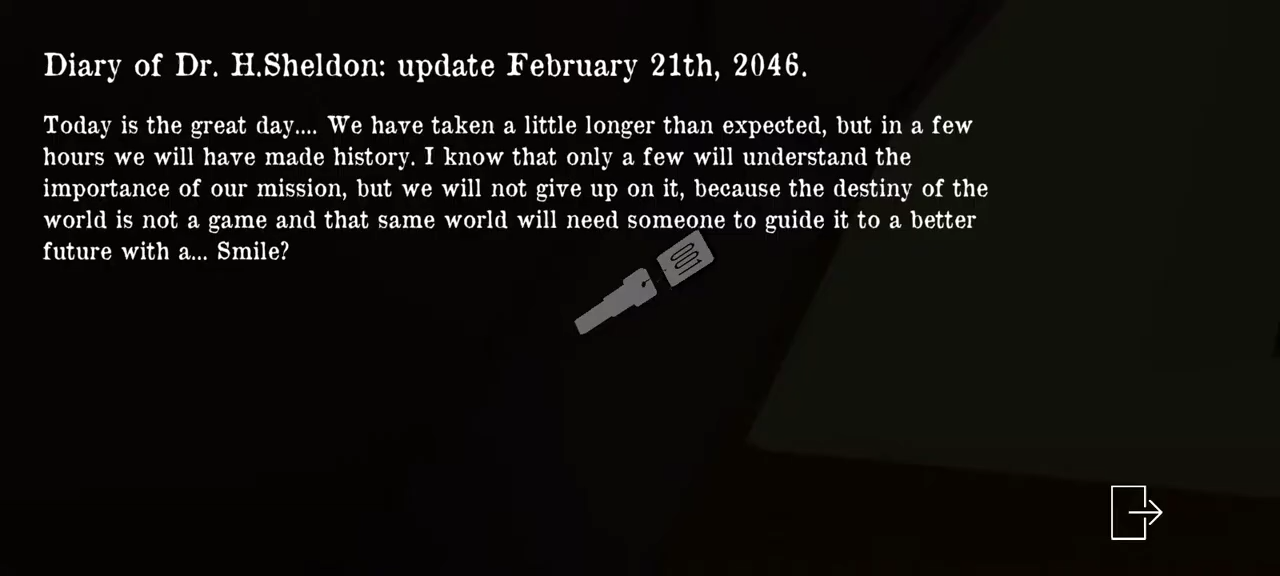 Diary of Dr. H.Sheldon: update February 21th, 2046.
Today is the great day.... We have taken a little longer than expected, but in a few
hours we will have made history. I know that only a few will understand the
importance of our mission, but we will not give up on it, because the destiny of the
world is not a game and that same world will need someone to guide it to a better
future with a... Smile?